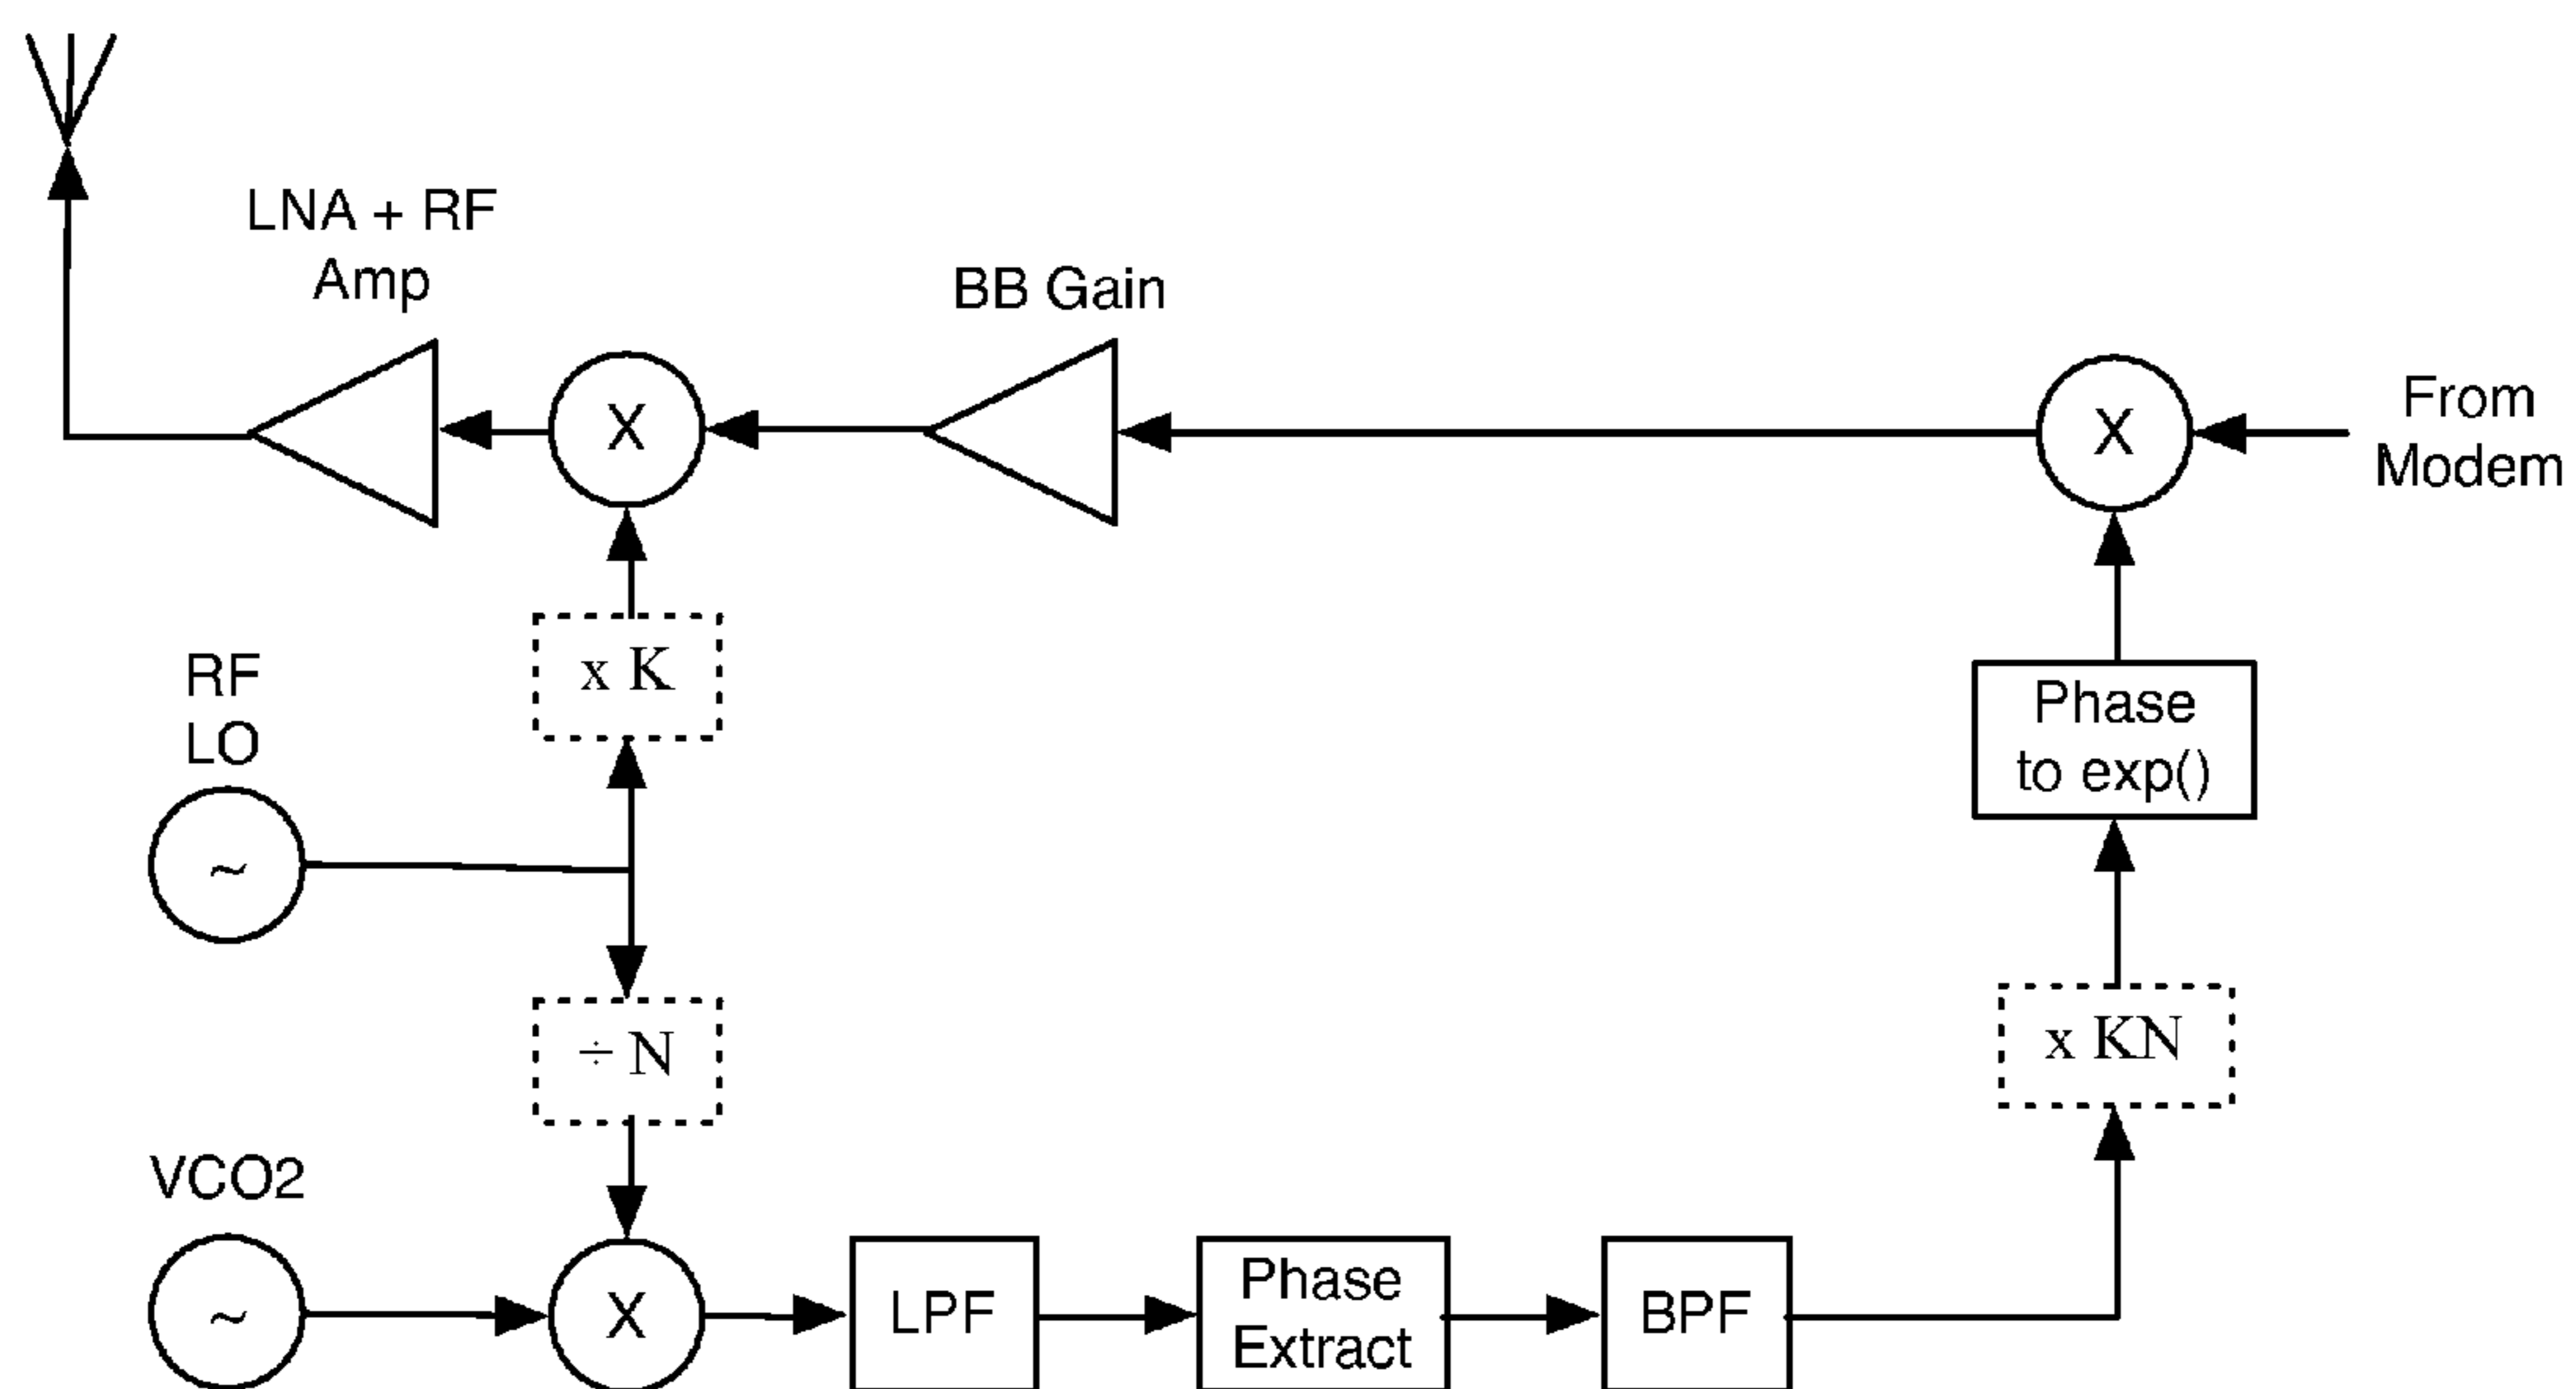 LNA + RF
Amp
BB Gain
X
X
From
Modem
x K
RF
LO
~
Phase
to exp()
÷ N
x KN
VCO2
~
X
LPF
Phase
Extract
BPF